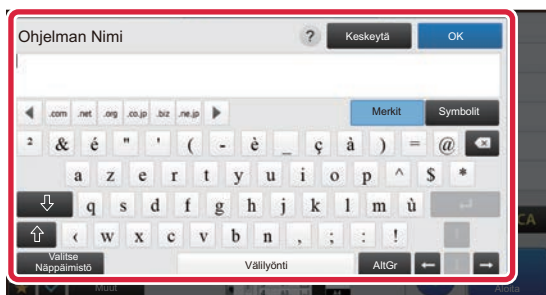 Ohjelman Nimi ? Keskeytä OK
.com .net .org .co.jp .biz .ne.jp Merkit Symbolit
² & é " ' ( - è _ ç à ) = @
a z e r t y u i o p ^ $ *
q s d f g h j k l m ù
‹ w x c v b n , ; : !
Valitse
Näppäimistö Välilyönti AltGr
CA
Muut Aloita